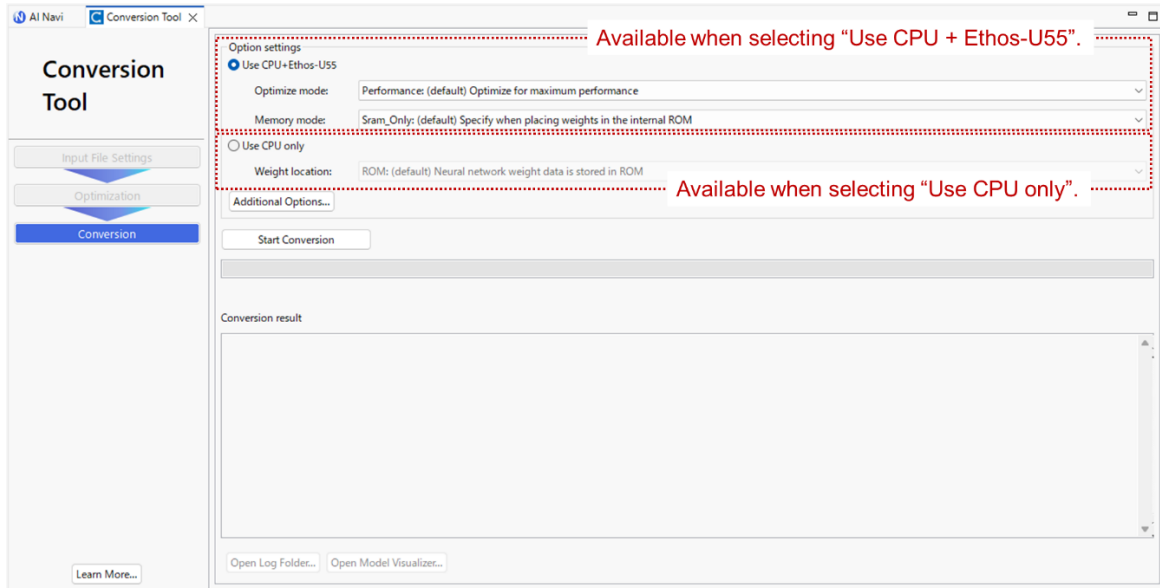 AI Navi
Conversion Tool
Conversion
Tool
Input File Settings
Optimization
Conversion
Learn More...
Option settings
Available when selecting “Use CPU + Ethos-U55”.
Use CPU+Ethos-U55
Optimize mode: Performance: (default) Optimize for maximum performance
Memory mode: Sram_Only: (default) Specify when placing weights in the internal ROM
Use CPU only
Weight location: ROM: (default) Neural network weight data is stored in ROM
Available when selecting “Use CPU only”.
Additional Options...
Start Conversion
Conversion result
Open Log Folder... Open Model Visualizer...